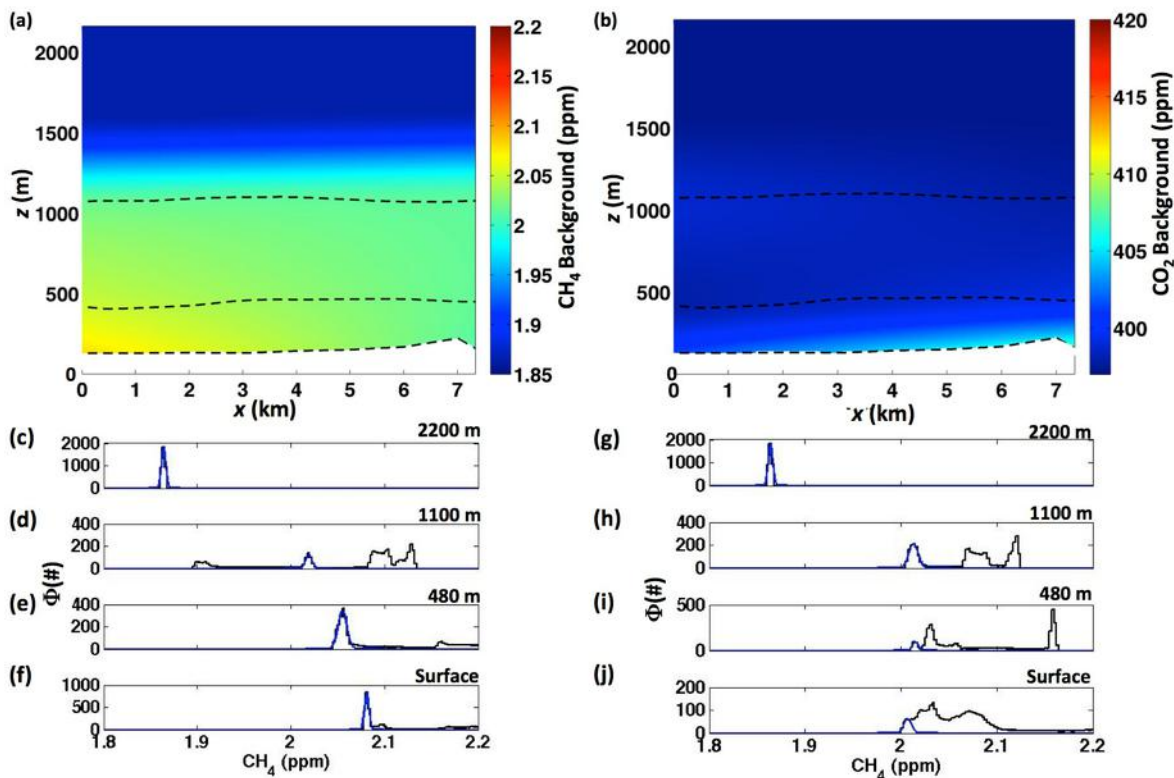 (a)
2000
1500
1000
500
0
z (m)
0 1 2 3 4 5 6 7
x (km)
2.2
2.15
2.1
2.05
2
1.95
1.9
1.85
CH4 Background (ppm)
(b)
2000
1500
1000
500
0
z (m)
0 1 2 3 4 5 6 7
x (km)
420
415
410
405
400
CO2 Background (ppm)
(c)
2200 m
2000
1000
0
(d)
1100 m
400
200
0
(e)
480 m
400
200
0
(f)
Surface
1000
500
0
Φ(#)
1.8 1.9 2 2.1 2.2
CH4 (ppm)
(g)
2200 m
2000
1000
0
(h)
1100 m
400
200
0
(i)
480 m
500
0
(j)
Surface
200
100
0
Φ(#)
1.8 1.9 2 2.1 2.2
CH4 (ppm)